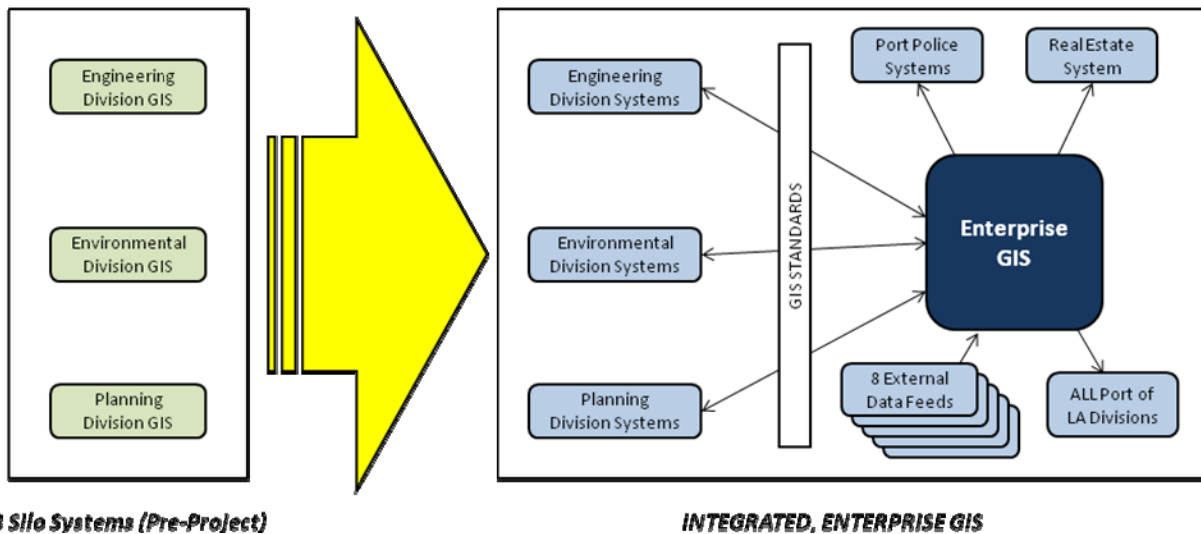 Engineering
Division GIS
Environmental
Division GIS
Planning
Division GIS
3 Silo Systems (Pre-Project)
Engineering
Division Systems
Environmental
Division Systems
Planning
Division Systems
GIS STANDARDS
Port Police
Systems
Real Estate
System
Enterprise
GIS
8 External
Data Feeds
ALL Port of
LA Divisions
INTEGRATED, ENTERPRISE GIS